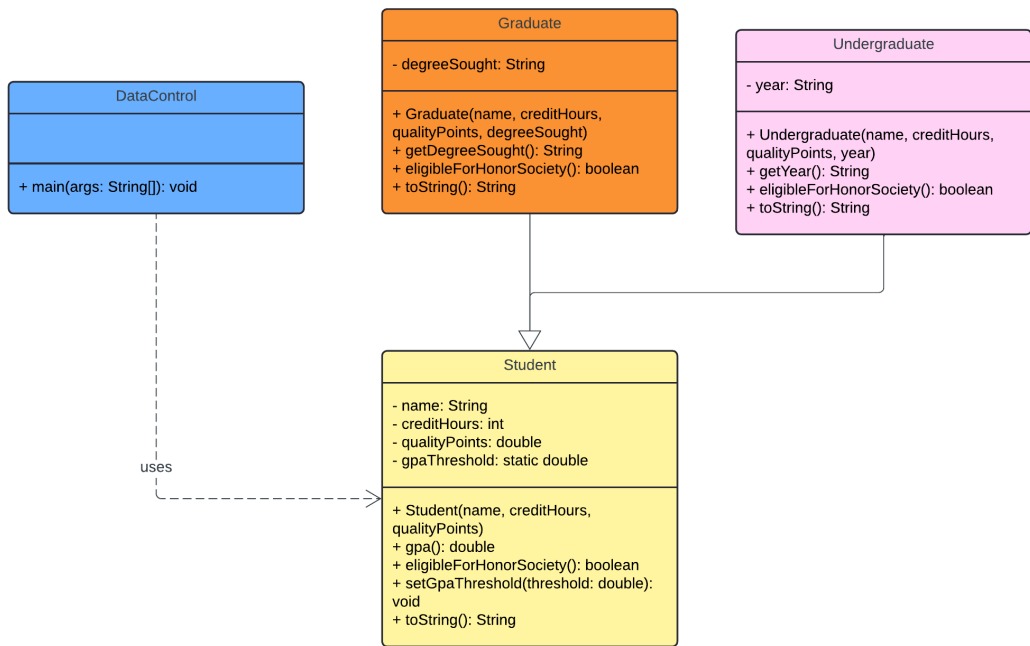 DataControl
+ main(args: String[]): void
Graduate
- degreeSought: String
+ Graduate(name, creditHours,
qualityPoints, degreeSought)
+ getDegreeSought(): String
+ eligibleForHonorSociety(): boolean
+ toString(): String
Undergraduate
- year: String
+ Undergraduate(name, creditHours,
qualityPoints, year)
+ getYear(): String
+ eligibleForHonorSociety(): boolean
+ toString(): String
uses
Student
- name: String
- creditHours: int
- qualityPoints: double
- gpaThreshold: static double
+ Student(name, creditHours,
qualityPoints)
+ gpa(): double
+ eligibleForHonorSociety(): boolean
+ setGpaThreshold(threshold: double):
void
+ toString(): String